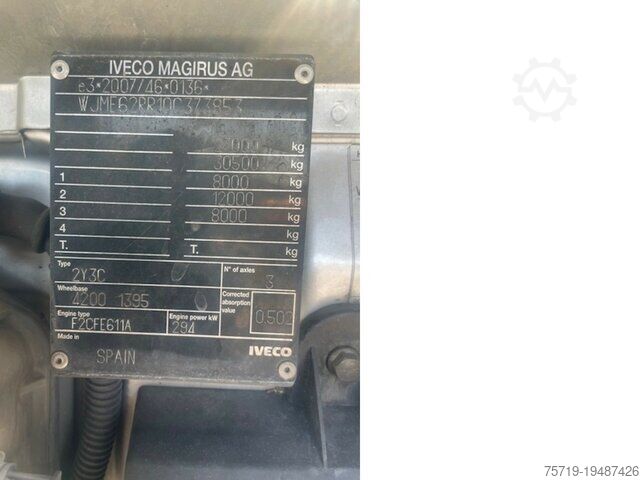 IVECO MAGIRUS AG
e3*2007/46*0136*
kg
30500 kg
1 8000 kg
2 12000 kg
3 8000 kg
4 kg
T. T. kg
Type N° of axles
2Y3C 3
Wheelbase Corrected absorption value
4200 1395 0.502
Engine type Engine power kW
F2CFE611A 294
Made in
SPAIN IVECO
75719-19487426